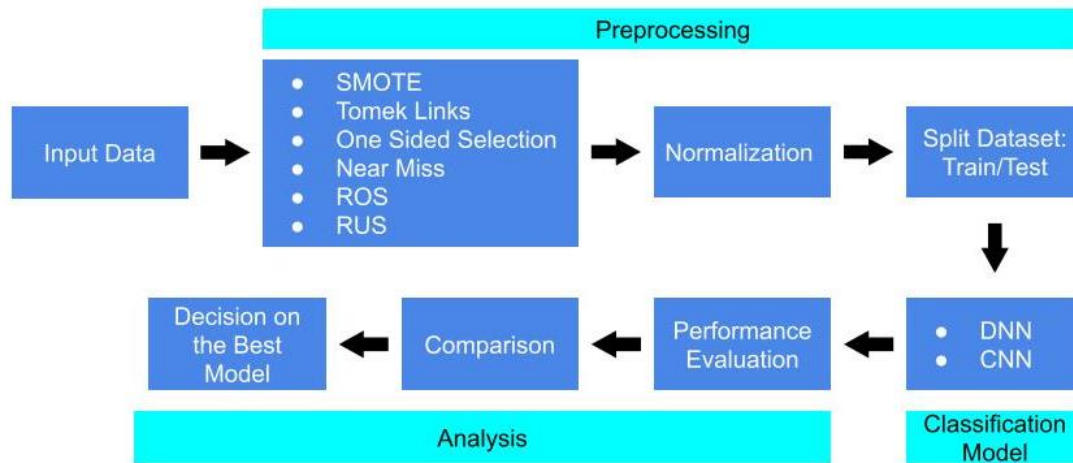 Preprocessing
Input Data
● SMOTE
● Tomek Links
● One Sided Selection
● Near Miss
● ROS
● RUS
Normalization
Split Dataset:
Train/Test
● DNN
● CNN
Performance
Evaluation
Comparison
Decision on
the Best
Model
Analysis
Classification
Model